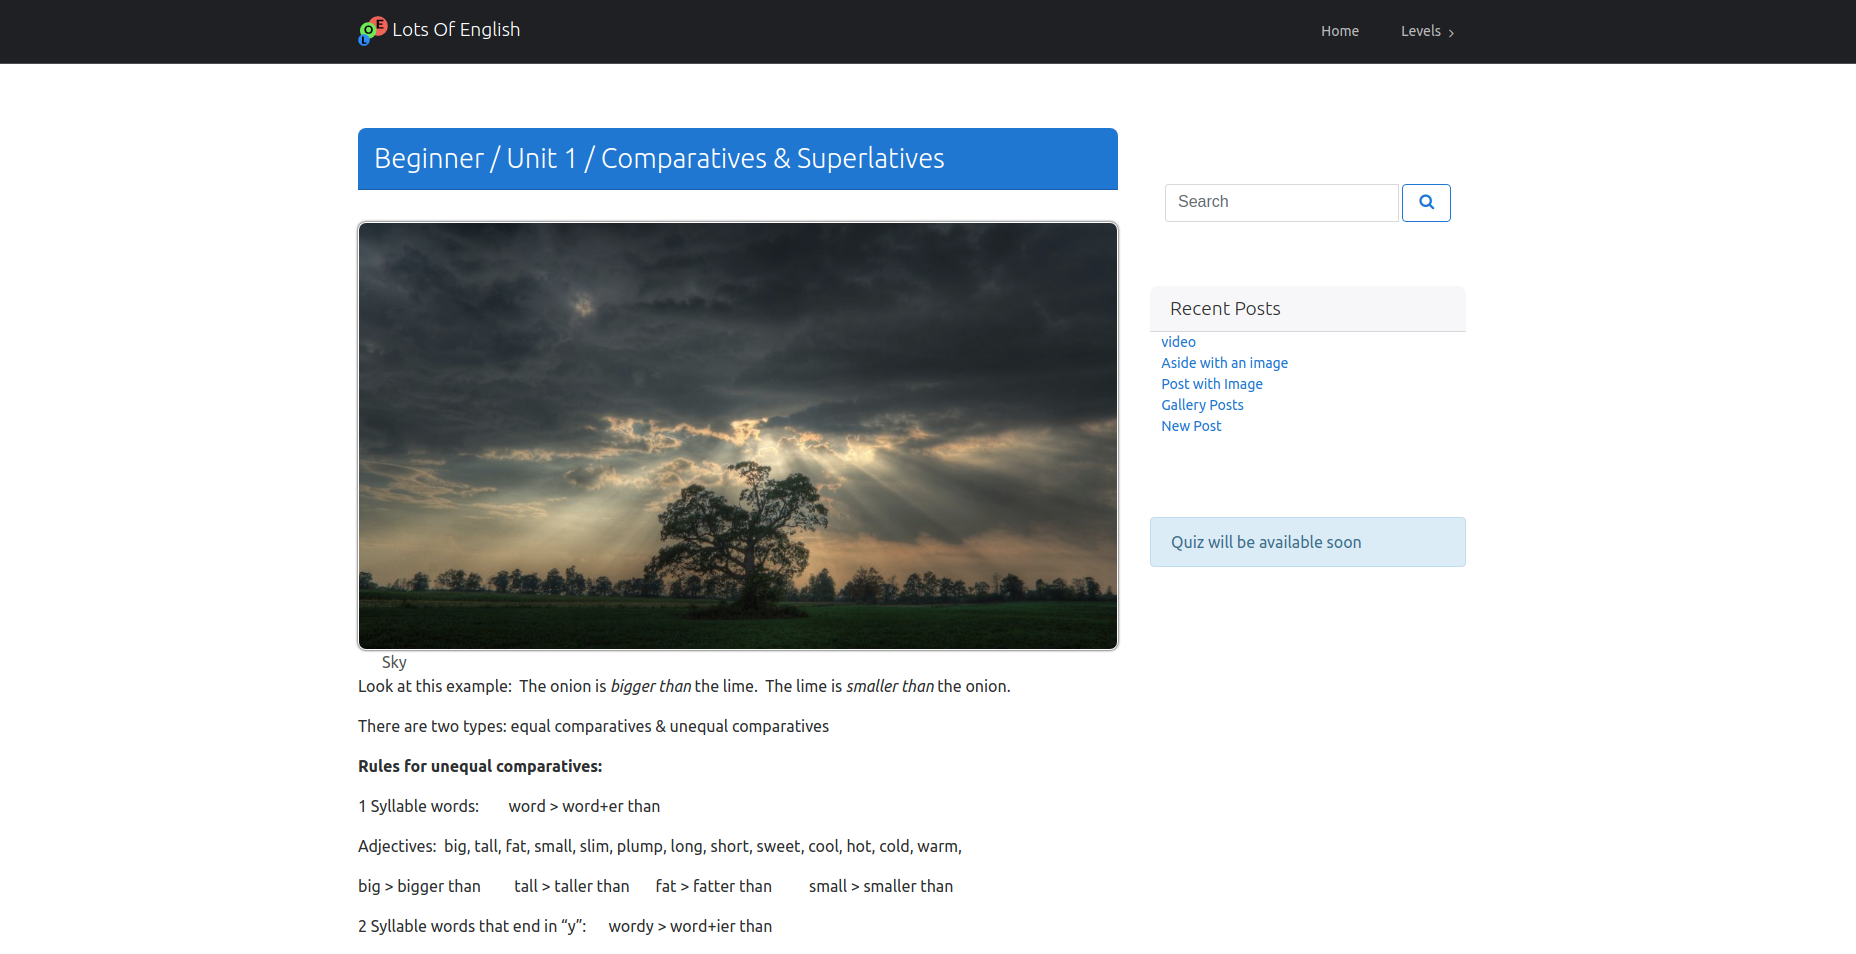 LOE Lots Of English
Home
Levels
Beginner / Unit 1 / Comparatives & Superlatives
Search
Recent Posts
video
Aside with an image
Post with Image
Gallery Posts
New Post
Quiz will be available soon
Sky
Look at this example:  The onion is bigger than the lime.  The lime is smaller than the onion.
There are two types: equal comparatives & unequal comparatives
Rules for unequal comparatives:
1 Syllable words:       word > word+er than
Adjectives:  big, tall, fat, small, slim, plump, long, short, sweet, cool, hot, cold, warm,
big > bigger than        tall > taller than      fat > fatter than         small > smaller than
2 Syllable words that end in “y”:     wordy > word+ier than